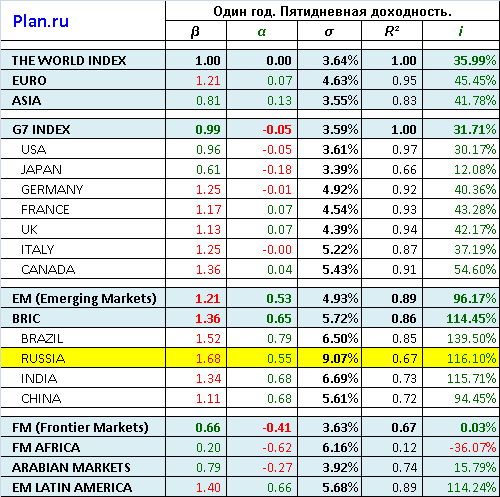 Plan.ru
Один год. Пятидневная доходность.
β α σ R² i
THE WORLD INDEX 1.00 0.00 3.64% 1.00 35.99%
EURO 1.21 0.07 4.63% 0.95 45.45%
ASIA 0.81 0.13 3.55% 0.83 41.78%
G7 INDEX 0.99 -0.05 3.59% 1.00 31.71%
USA 0.96 -0.05 3.61% 0.97 30.17%
JAPAN 0.61 -0.18 3.39% 0.66 12.08%
GERMANY 1.25 -0.01 4.92% 0.92 40.36%
FRANCE 1.17 0.07 4.54% 0.93 43.28%
UK 1.13 0.07 4.39% 0.94 42.17%
ITALY 1.25 -0.00 5.22% 0.87 37.19%
CANADA 1.36 0.04 5.43% 0.91 54.60%
EM (Emerging Markets) 1.21 0.53 4.93% 0.89 96.17%
BRIC 1.36 0.65 5.72% 0.86 114.45%
BRAZIL 1.52 0.79 6.50% 0.85 139.50%
RUSSIA 1.68 0.55 9.07% 0.67 116.10%
INDIA 1.34 0.68 6.69% 0.73 115.71%
CHINA 1.11 0.68 5.61% 0.72 94.45%
FM (Frontier Markets) 0.66 -0.41 3.63% 0.67 0.03%
FM AFRICA 0.20 -0.62 6.16% 0.12 -36.07%
ARABIAN MARKETS 0.79 -0.27 3.92% 0.74 15.79%
EM LATIN AMERICA 1.40 0.66 5.68% 0.89 114.24%